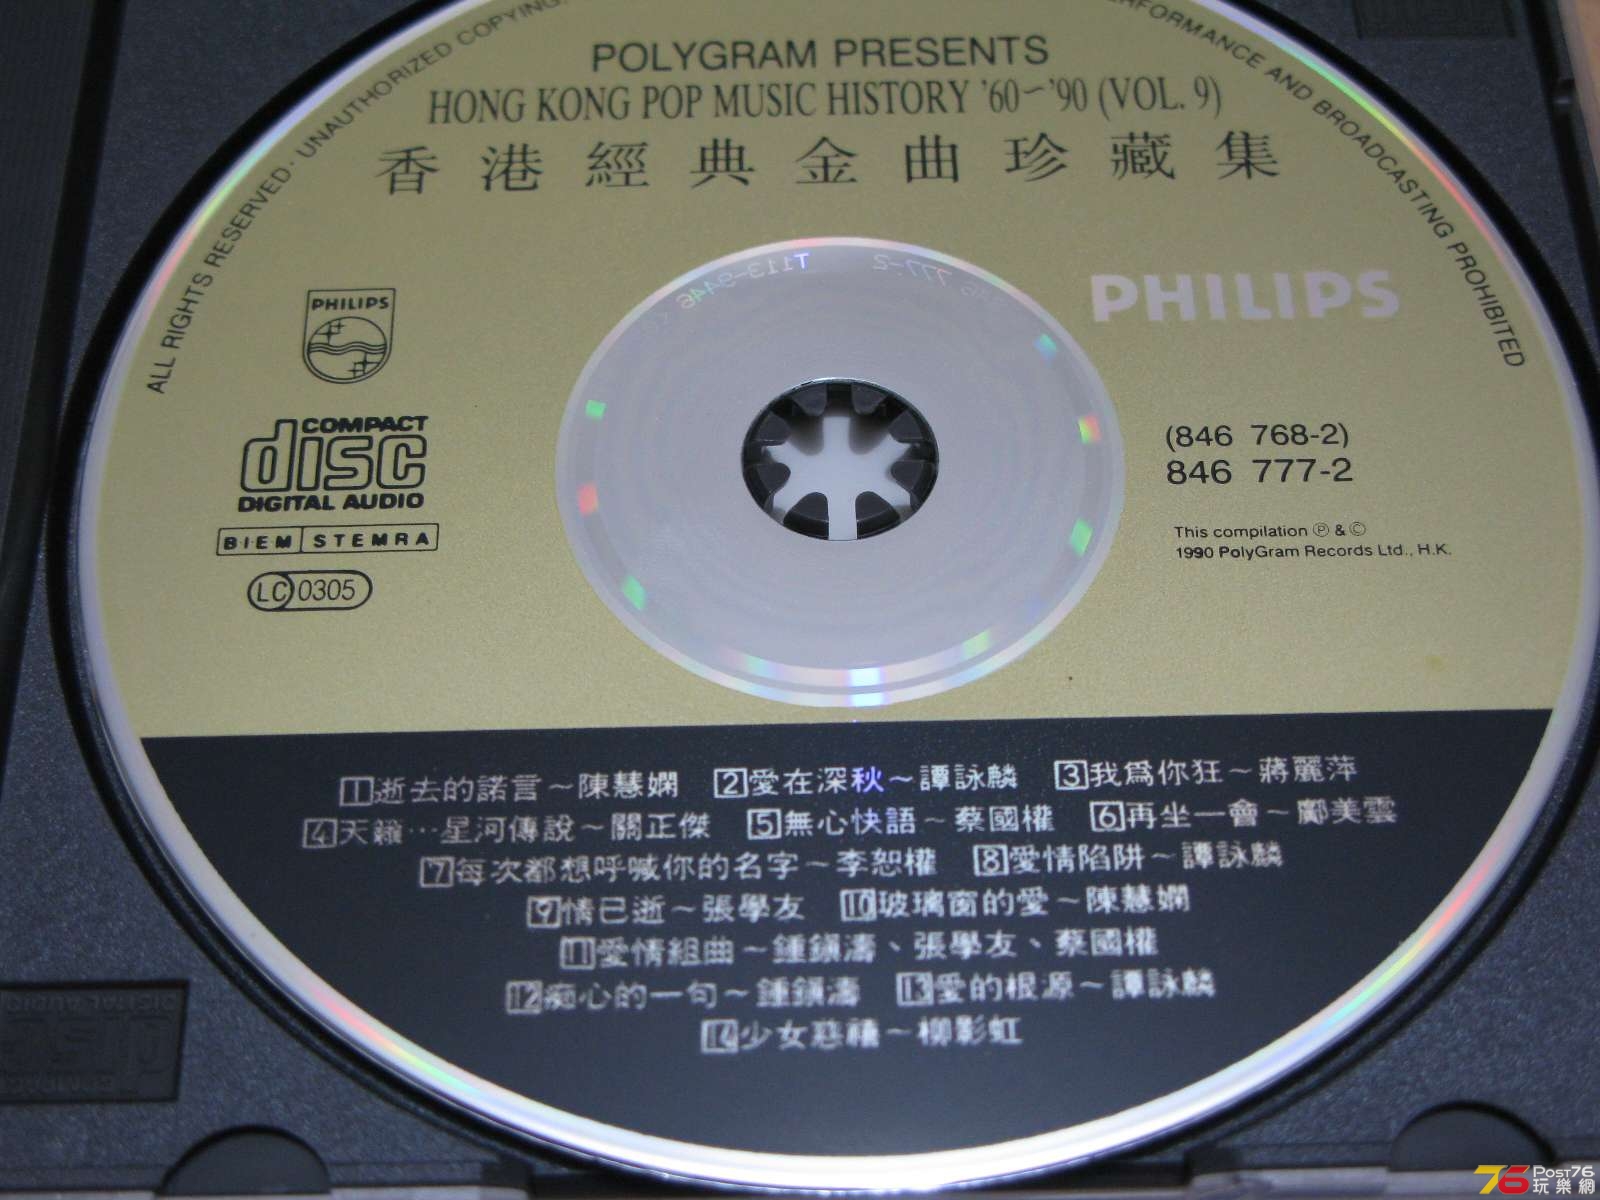 ALL RIGHTS RESERVED · UNAUTHORIZED COPYING,
PERFORMANCE AND BROADCASTING PROHIBITED
POLYGRAM PRESENTS
HONG KONG POP MUSIC HISTORY '60~'90 (VOL. 9)
香港經典金曲珍藏集
PHILIPS
PHILIPS
COMPACT
disc
DIGITAL AUDIO
BIEM STEMRA
LC 0305
(846 768-2)
846 777-2
This compilation Ⓟ & ©
1990 PolyGram Records Ltd., H.K.
1 逝去的諾言~陳慧嫻 2 愛在深秋~譚詠麟 3 我為你狂~蔣麗萍
4 天龍…星河傳說~關正傑 5 無心快語~蔡國權 6 再坐一會~鄺美雲
7 每次都想呼喊你的名字~李恕權 8 愛情陷阱~譚詠麟
9 情已逝~張學友 10 玻璃窗的愛~陳慧嫻
11 愛情組曲~鍾鎮濤、張學友、蔡國權
12 痴心的一句~鍾鎮濤 13 愛的根源~譚詠麟
14 少女慈禧~柳影虹
76 Post76
玩樂網